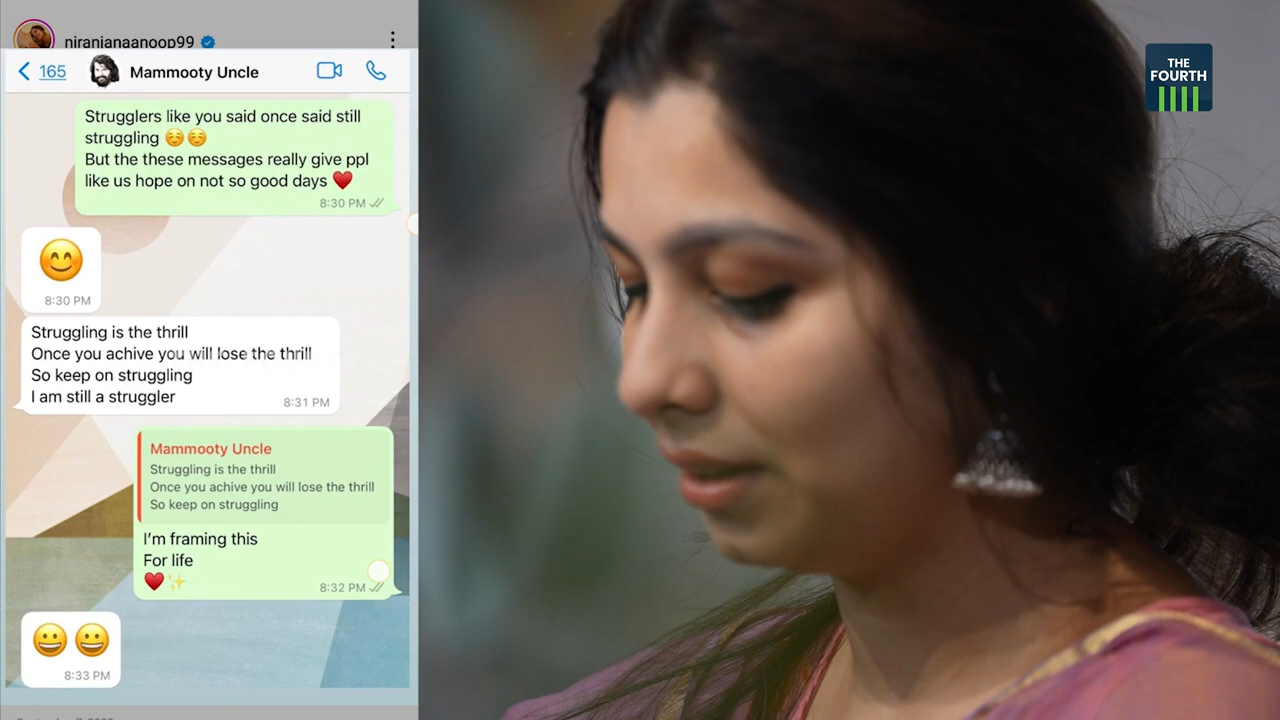 niranjanaanoop99
165
Mammooty Uncle
Strugglers like you said once said still
struggling ☺️☺️
But the these messages really give ppl
like us hope on not so good days ❤️
8:30 PM
😊
8:30 PM
Struggling is the thrill
Once you achive you will lose the thrill
So keep on struggling
I am still a struggler
8:31 PM
Mammooty Uncle
Struggling is the thrill
Once you achive you will lose the thrill
So keep on struggling
I'm framing this
For life
❤️✨
8:32 PM
😀😀
8:33 PM
THE
FOURTH